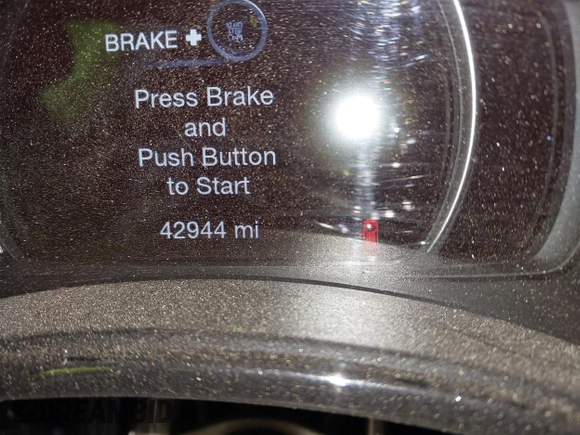 BRAKE +
Press Brake
and
Push Button
to Start
42944 mi